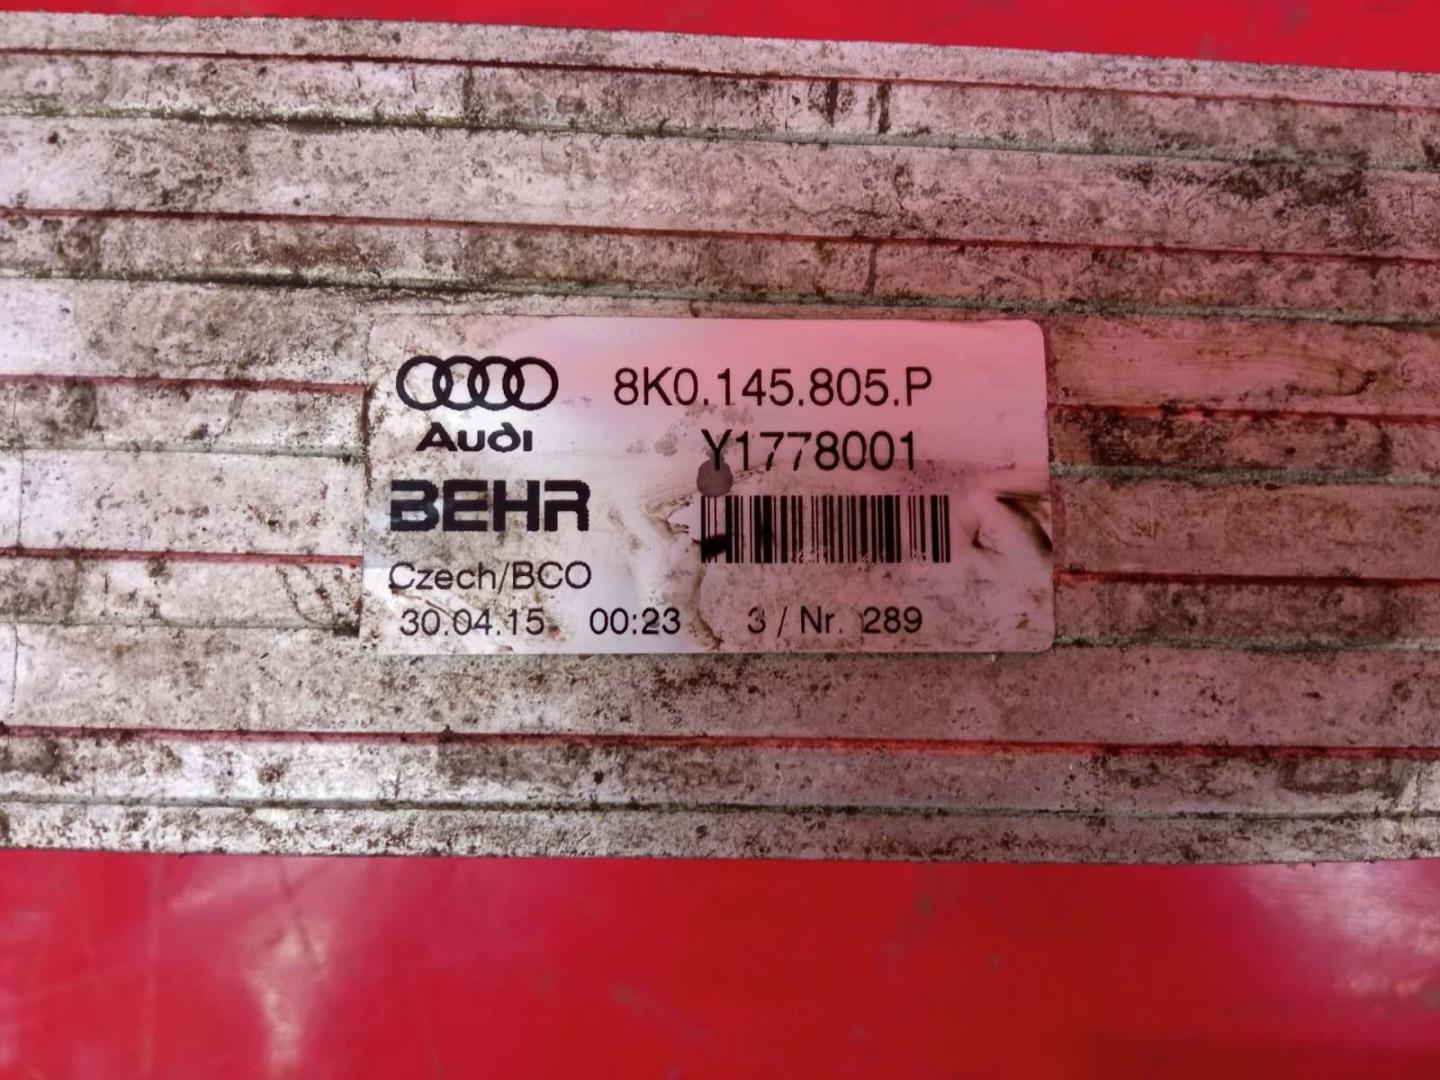 8K0.145.805.P
Audi
Y1778001
BEHR
Czech/BCO
30.04.15 00:23 3 / Nr. 289